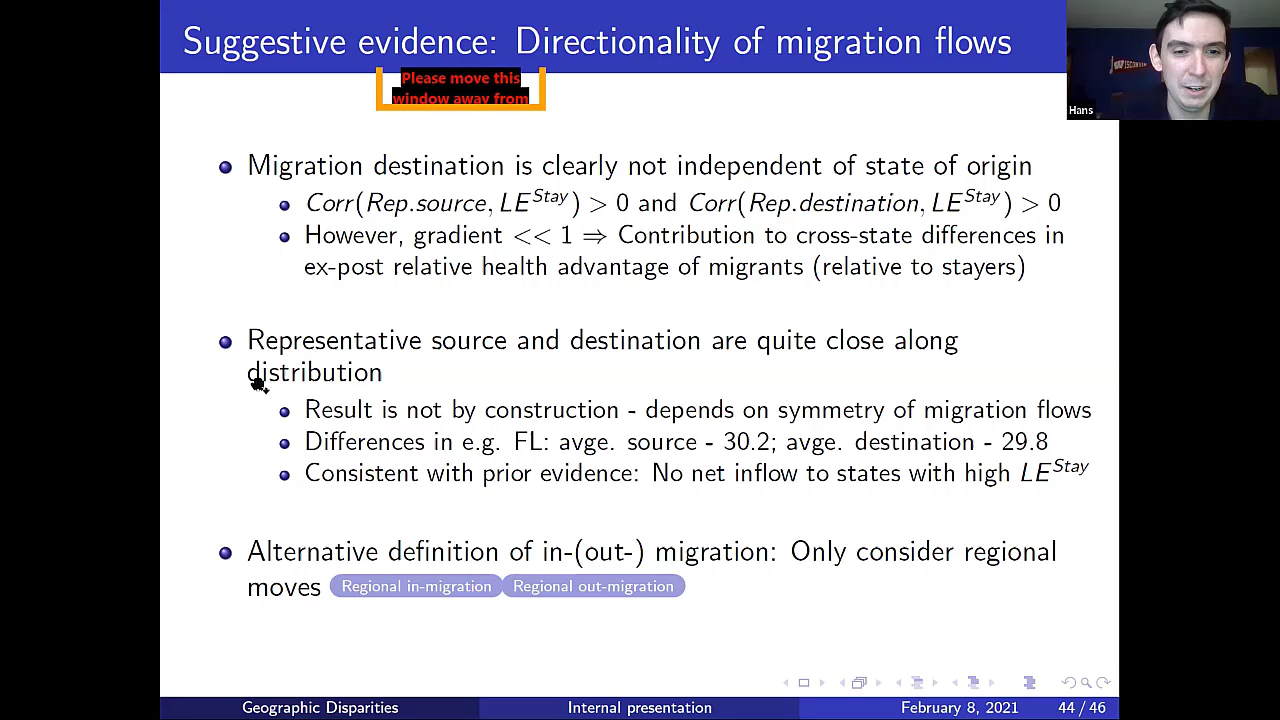 Suggestive evidence: Directionality of migration flows
Please move this
window away from
WISCONSIN
Hans
Migration destination is clearly not independent of state of origin
Corr(Rep.source, LE^Stay) > 0 and Corr(Rep.destination, LE^Stay) > 0
However, gradient << 1 ⇒ Contribution to cross-state differences in
ex-post relative health advantage of migrants (relative to stayers)
Representative source and destination are quite close along
distribution
Result is not by construction - depends on symmetry of migration flows
Differences in e.g. FL: avge. source - 30.2; avge. destination - 29.8
Consistent with prior evidence: No net inflow to states with high LE^Stay
Alternative definition of in-(out-) migration: Only consider regional
moves Regional in-migration Regional out-migration
Geographic Disparities Internal presentation February 8, 2021 44 / 46